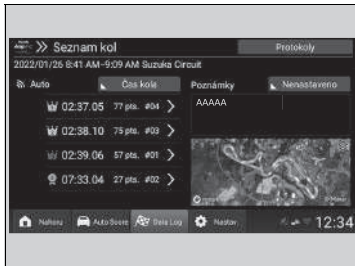 Seznam kol
Protokoly
2022/01/26 8:41 AM-9:09 AM Suzuka Circuit
Auto
Čas kola
Poznámky
Nenastaveno
02:37.05 77 pts. #04
AAAAA
02:38.10 75 pts. #03
02:39.06 57 pts. #01
07:33.04 27 pts. #02
Nahoru
Auto Score
Data Log
Nastav.
12:34